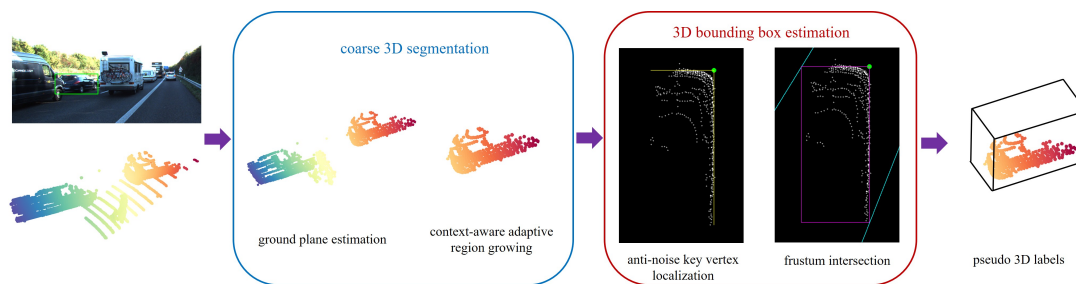 coarse 3D segmentation
ground plane estimation
context-aware adaptive
region growing
3D bounding box estimation
anti-noise key vertex
localization
frustum intersection
pseudo 3D labels